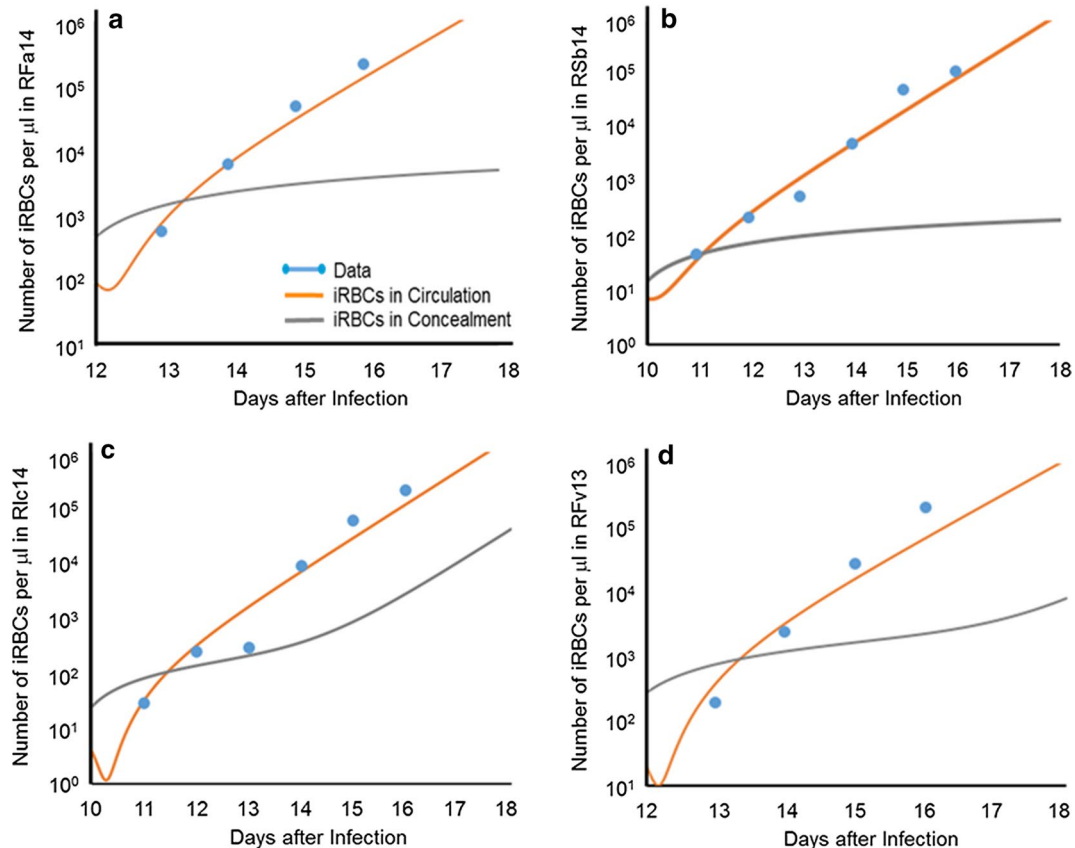 a
Number of iRBCs per μl in RFa14
10⁶
10⁵
10⁴
10³
10²
10¹
12 13 14 15 16 17 18
Days after Infection
Data
iRBCs in Circulation
iRBCs in Concealment
b
Number of iRBCs per μl in RSb14
10⁶
10⁵
10⁴
10³
10²
10¹
10⁰
10 11 12 13 14 15 16 17 18
Days after Infection
c
Number of iRBCs per μl in RIc14
10⁶
10⁵
10⁴
10³
10²
10¹
10⁰
10 11 12 13 14 15 16 17 18
Days after Infection
d
Number of iRBCs per μl in RFv13
10⁶
10⁵
10⁴
10³
10²
10¹
12 13 14 15 16 17 18
Days after Infection